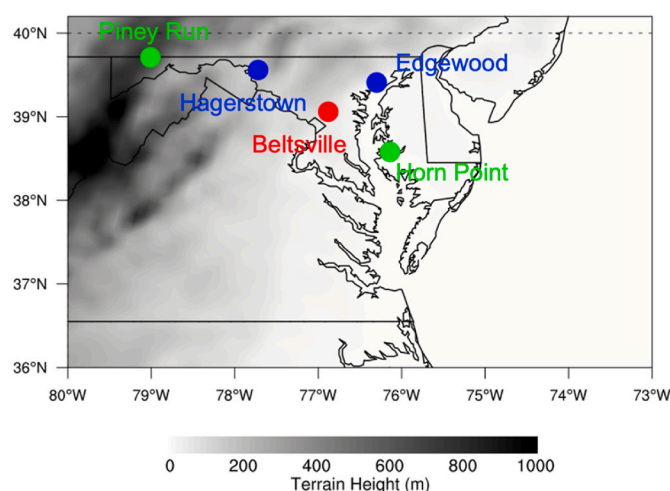 Piney Run
40°N
Edgewood
Hagerstown
39°N
Beltsville
Horn Point
38°N
37°N
36°N
80°W 79°W 78°W 77°W 76°W 75°W 74°W 73°W
0 200 400 600 800 1000
Terrain Height (m)